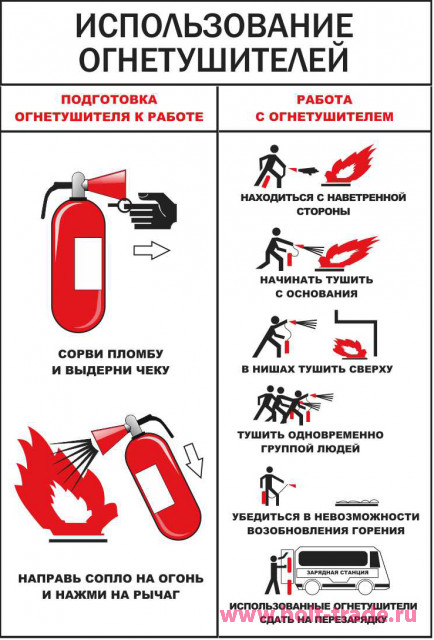 ИСПОЛЬЗОВАНИЕ
ОГНЕТУШИТЕЛЕЙ
ПОДГОТОВКА
ОГНЕТУШИТЕЛЯ К РАБОТЕ
СОРВИ ПЛОМБУ
И ВЫДЕРНИ ЧЕКУ
НАПРАВЬ СОПЛО НА ОГОНЬ
И НАЖМИ НА РЫЧАГ
РАБОТА
С ОГНЕТУШИТЕЛЕМ
НАХОДИТЬСЯ С НАВЕТРЕННОЙ
СТОРОНЫ
НАЧИНАТЬ ТУШИТЬ
С ОСНОВАНИЯ
В НИШАХ ТУШИТЬ СВЕРХУ
ТУШИТЬ ОДНОВРЕМЕННО
ГРУППОЙ ЛЮДЕЙ
УБЕДИТЬСЯ В НЕВОЗМОЖНОСТИ
ВОЗОБНОВЛЕНИЯ ГОРЕНИЯ
ЗАРЯДНАЯ СТАНЦИЯ
ИСПОЛЬЗОВАННЫЕ ОГНЕТУШИТЕЛИ
СДАТЬ НА ПЕРЕЗАРЯДКУ
www.bolt-trade.ru